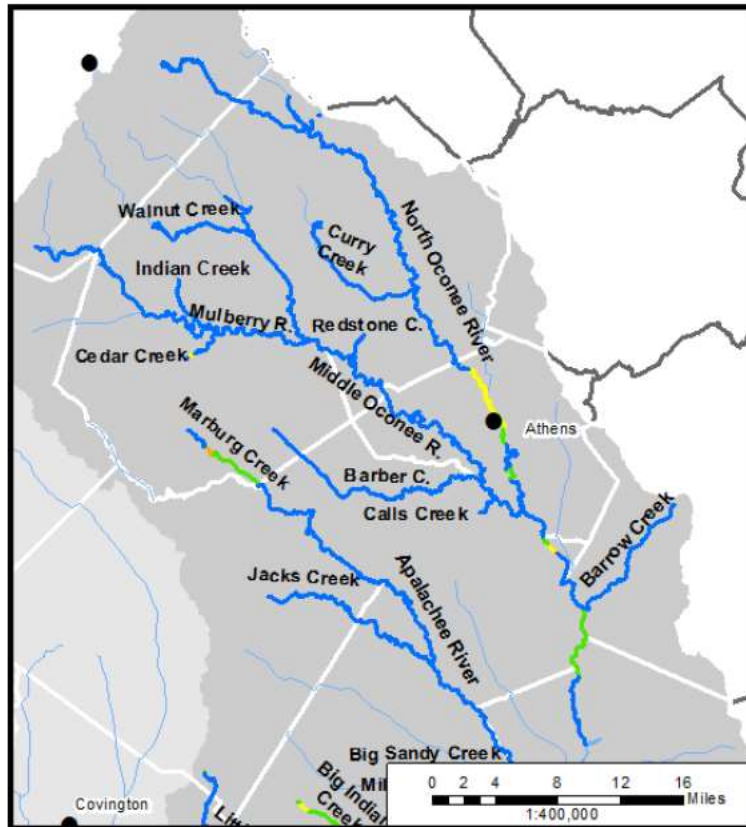 Walnut Creek
Curry
Creek
North Oconee River
Indian Creek
Mulberry R.
Redstone C.
Cedar Creek
Middle Oconee R.
Marburg Creek
Athens
Barber C.
Calls Creek
Barrow Creek
Jacks Creek
Apalachee River
Big Sandy Creek
Big Indian
Creek
Covington
0 2 4 8 12 16
Miles
1:400,000